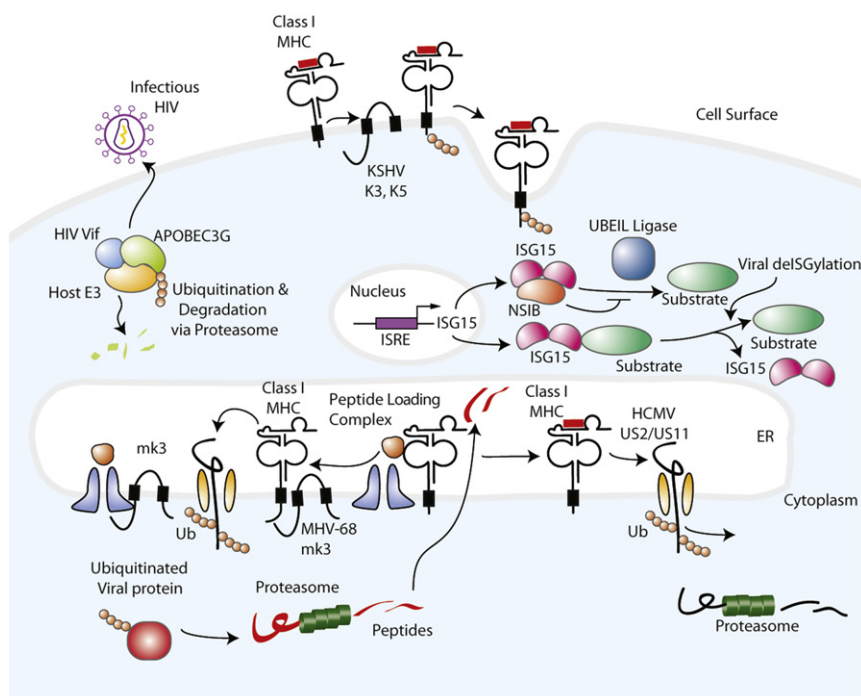 Class I
MHC
Infectious
HIV
Cell Surface
KSHV
K3, K5
HIV Vif
APOBEC3G
Host E3
Ubiquitination &
Degradation
via Proteasome
UBEIL Ligase
ISG15
NSIB
Substrate
Viral deISGylation
Nucleus
ISRE
ISG15
ISG15
Substrate
Substrate
ISG15
Class I
MHC
Peptide Loading
Complex
Class I
MHC
HCMV
US2/US11
ER
mk3
Ub
MHV-68
mk3
Ub
Cytoplasm
Ubiquitinated
Viral protein
Proteasome
Peptides
Proteasome